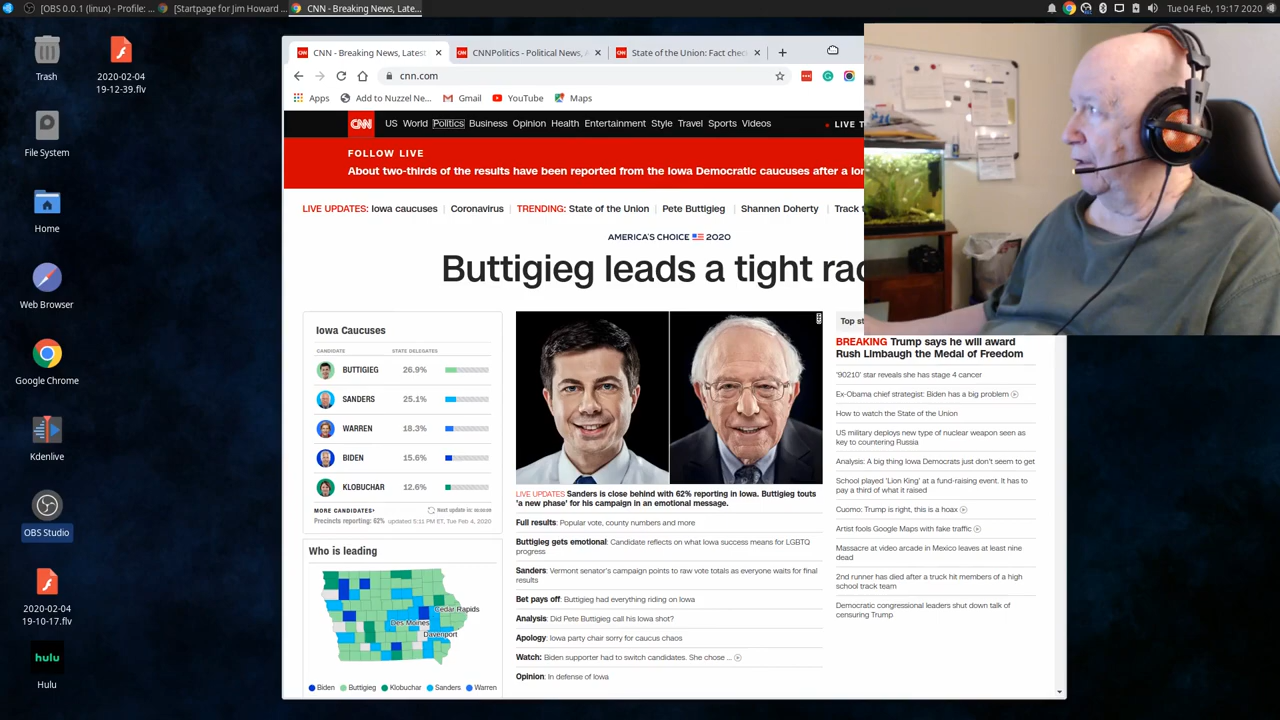 [OBS 0.0.1 (linux) - Profile: ...
[Startpage for Jim Howard ...
CNN - Breaking News, Late...
Tue 04 Feb, 19:17 2020
Trash
2020-02-04
19-12-39.flv
File System
Home
Web Browser
Google Chrome
Kdenlive
OBS Studio
2020-02-04
19-10-17.flv
hulu
Hulu
CNN - Breaking News, Latest
CNNPolitics - Political News, A
State of the Union: Fact chec
cnn.com
Apps
Add to Nuzzel Ne...
Gmail
YouTube
Maps
CNN
US World Politics Business Opinion Health Entertainment Style Travel Sports Videos
LIVE T
FOLLOW LIVE
About two-thirds of the results have been reported from the Iowa Democratic caucuses after a lon
LIVE UPDATES: Iowa caucuses | Coronavirus | TRENDING: State of the Union | Pete Buttigieg | Shannen Doherty | Track t
AMERICA'S CHOICE 2020
Buttigieg leads a tight rac
Iowa Caucuses
CANDIDATE STATE DELEGATES
BUTTIGIEG 26.9%
SANDERS 25.1%
WARREN 18.3%
BIDEN 15.6%
KLOBUCHAR 12.6%
MORE CANDIDATES
Next update in:
Precincts reporting: 62% updated 5:11 PM ET, Tue Feb 4, 2020
Who is leading
Cedar Rapids
Des Moines
Davenport
Biden Buttigieg Klobuchar Sanders Warren
CNN
LIVE UPDATES Sanders is close behind with 62% reporting in Iowa. Buttigieg touts
'a new phase' for his campaign in an emotional message.
Full results: Popular vote, county numbers and more
Buttigieg gets emotional: Candidate reflects on what Iowa success means for LGBTQ
progress
Sanders: Vermont senator's campaign points to raw vote totals as everyone waits for final
results
Bet pays off: Buttigieg had everything riding on Iowa
Analysis: Did Pete Buttigieg call his Iowa shot?
Apology: Iowa party chair sorry for caucus chaos
Watch: Biden supporter had to switch candidates. She chose ...
Opinion: In defense of Iowa
Top st
BREAKING Trump says he will award
Rush Limbaugh the Medal of Freedom
'90210' star reveals she has stage 4 cancer
Ex-Obama chief strategist: Biden has a big problem
How to watch the State of the Union
US military deploys new type of nuclear weapon seen as
key to countering Russia
Analysis: A big thing Iowa Democrats just don't seem to get
School played 'Lion King' at a fund-raising event. It has to
pay a third of what it raised
Cuomo: Trump is right, this is a hoax
Artist fools Google Maps with fake traffic
Massacre at video arcade in Mexico leaves at least nine
dead
2nd runner has died after a truck hit members of a high
school track team
Democratic congressional leaders shut down talk of
censuring Trump